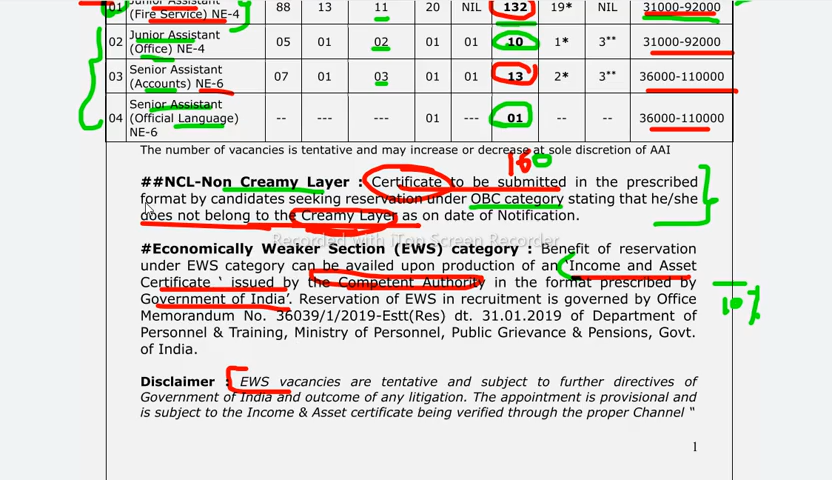 01 Junior Assistant (Fire Service) NE-4 88 13 11 20 NIL 132 19* NIL 31000-92000
02 Junior Assistant (Office) NE-4 05 01 02 01 01 10 1* 3** 31000-92000
03 Senior Assistant (Accounts) NE-6 07 01 03 01 01 13 2* 3** 36000-110000
04 Senior Assistant (Official Language) NE-6 -- -- --- 01 --- 01 -- -- 36000-110000
The number of vacancies is tentative and may increase or decrease at sole discretion of AAI
160
##NCL-Non Creamy Layer : Certificate to be submitted in the prescribed
format by candidates seeking reservation under OBC category stating that he/she
does not belong to the Creamy Layer as on date of Notification.
Recorded with iTop Screen Recorder
#Economically Weaker Section (EWS) category : Benefit of reservation
under EWS category can be availed upon production of an 'Income and Asset
Certificate ' issued by the Competent Authority in the format prescribed by
Government of India'. Reservation of EWS in recruitment is governed by Office
Memorandum No. 36039/1/2019-Estt(Res) dt. 31.01.2019 of Department of
Personnel & Training, Ministry of Personnel, Public Grievance & Pensions, Govt.
of India.
10%
Disclaimer : EWS vacancies are tentative and subject to further directives of
Government of India and outcome of any litigation. The appointment is provisional and
is subject to the Income & Asset certificate being verified through the proper Channel "
1